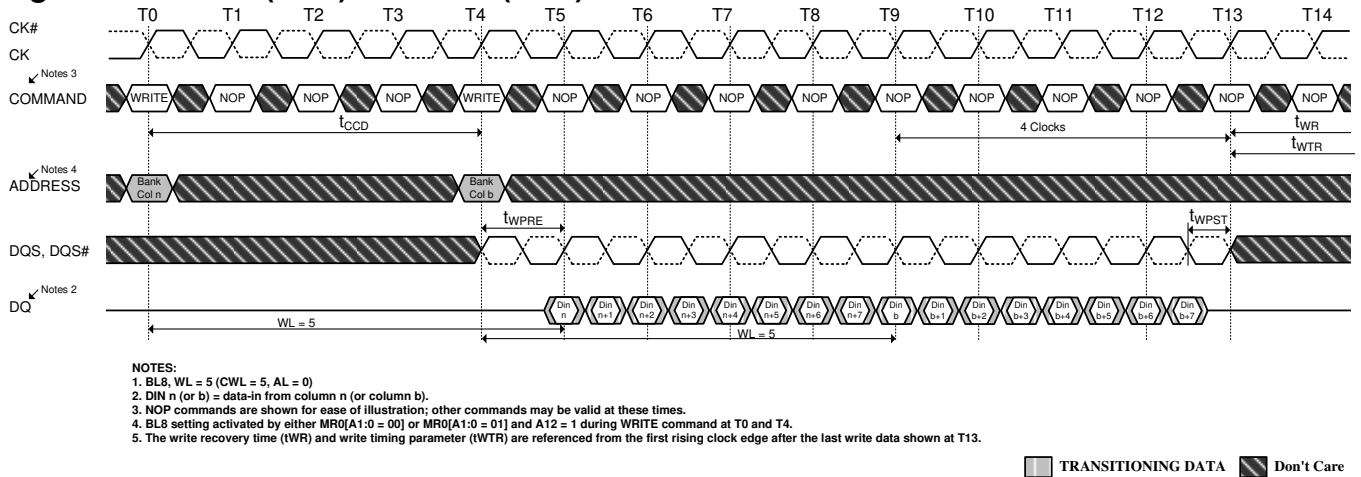 T0 T1 T2 T3 T4 T5 T6 T7 T8 T9 T10 T11 T12 T13 T14
CK#
CK
Notes 3
COMMAND
WRITE NOP NOP NOP WRITE NOP NOP NOP NOP NOP NOP NOP NOP NOP NOP
tCCD
4 Clocks
tWR
tWTR
Notes 4
ADDRESS
Bank Col n
Bank Col b
tWPRE
tWPST
DQS, DQS#
Notes 2
DQ
Din n Din n+1 Din n+2 Din n+3 Din n+4 Din n+5 Din n+6 Din n+7 Din b Din b+1 Din b+2 Din b+3 Din b+4 Din b+5 Din b+6 Din b+7
WL = 5
WL = 5
NOTES:
1. BL8, WL = 5 (CWL = 5, AL = 0)
2. DIN n (or b) = data-in from column n (or column b).
3. NOP commands are shown for ease of illustration; other commands may be valid at these times.
4. BL8 setting activated by either MR0[A1:0 = 00] or MR0[A1:0 = 01] and A12 = 1 during WRITE command at T0 and T4.
5. The write recovery time (tWR) and write timing parameter (tWTR) are referenced from the first rising clock edge after the last write data shown at T13.
TRANSITIONING DATA
Don't Care